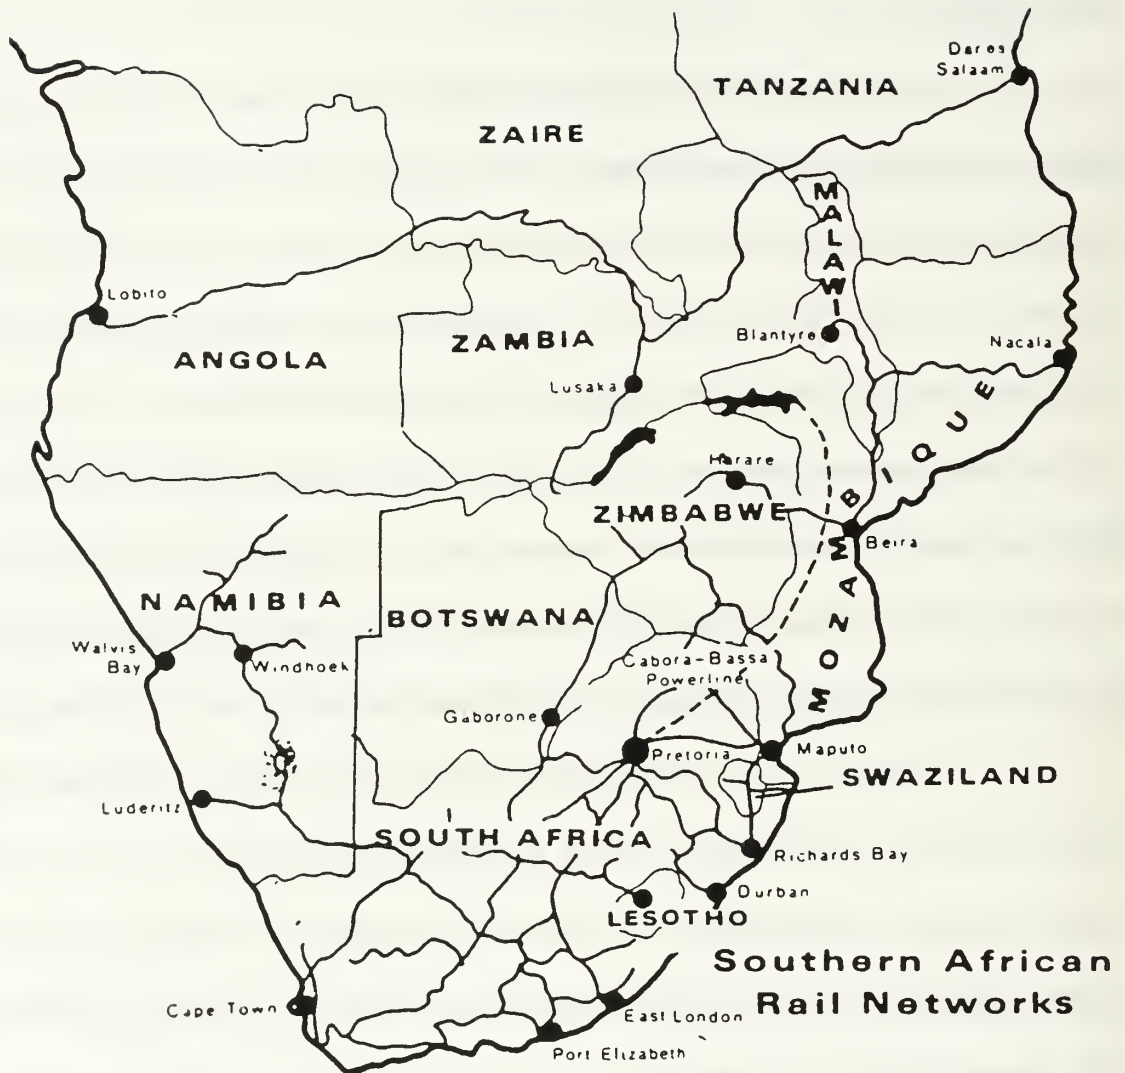 Dares
Salaam
TANZANIA
ZAIRE
MALAWI
Lobito
ANGOLA
ZAMBIA
Blantyre
Nacala
Lusaka
MOZAMBIQUE
Harare
ZIMBABWE
Beira
NAMIBIA
BOTSWANA
Walvis
Bay
Windhoek
Cabora-Bassa
Powerline
Gaborone
Pretoria
Maputo
SWAZILAND
Luderitz
SOUTH AFRICA
Richards Bay
Durban
LESOTHO
Southern African
Rail Networks
Cape Town
East London
Port Elizabeth